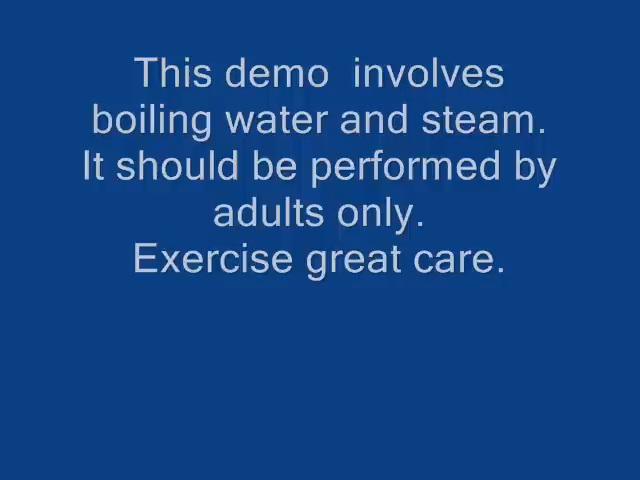 This demo  involves
boiling water and steam.
It should be performed by
adults only.
Exercise great care.